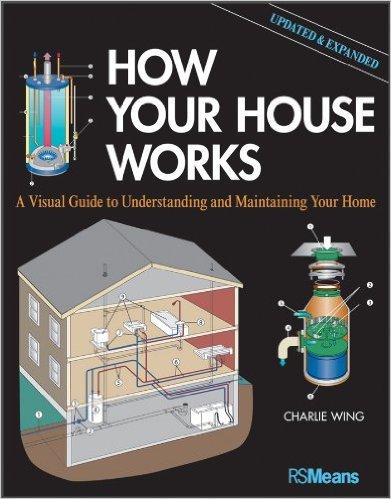 UPDATED & EXPANDED
HOW
YOUR HOUSE
WORKS
A Visual Guide to Understanding and Maintaining Your Home
CHARLIE WING
RSMeans